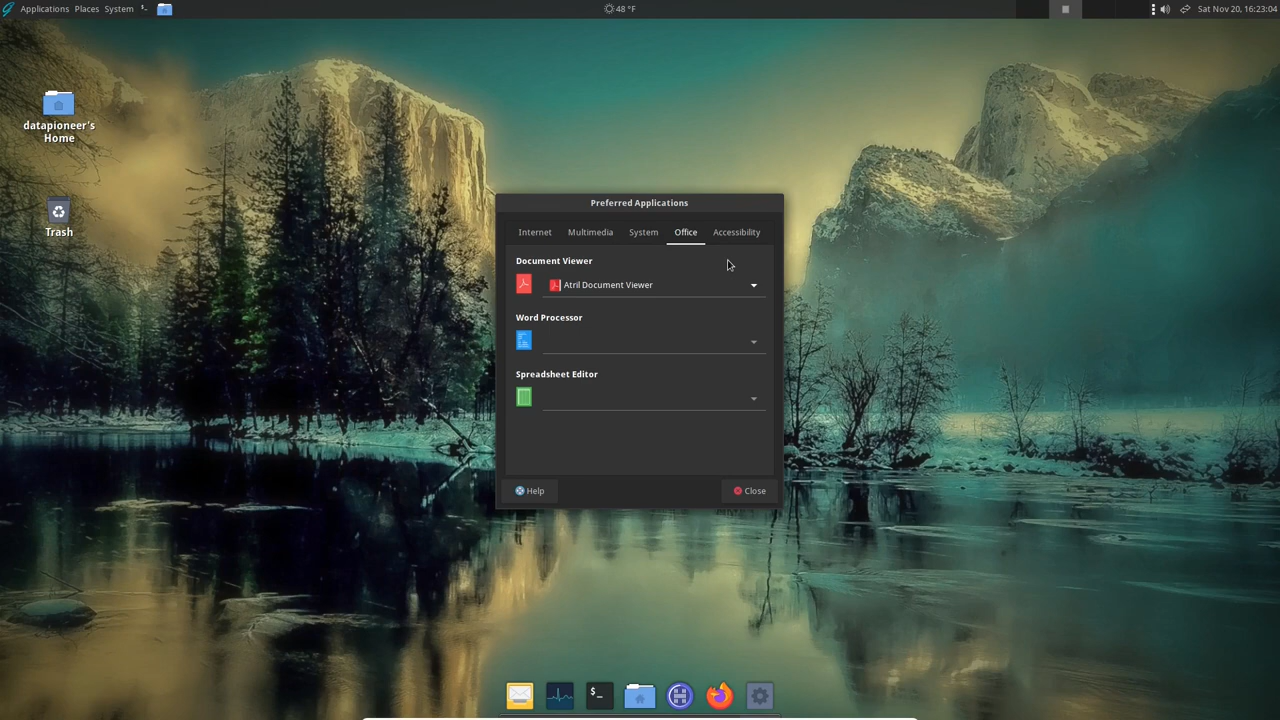 Applications Places System
48 °F
Sat Nov 20, 16:23:04
datapioneer's
Home
Trash
Preferred Applications
Internet Multimedia System Office Accessibility
Document Viewer
Atril Document Viewer
Word Processor
Spreadsheet Editor
Help Close